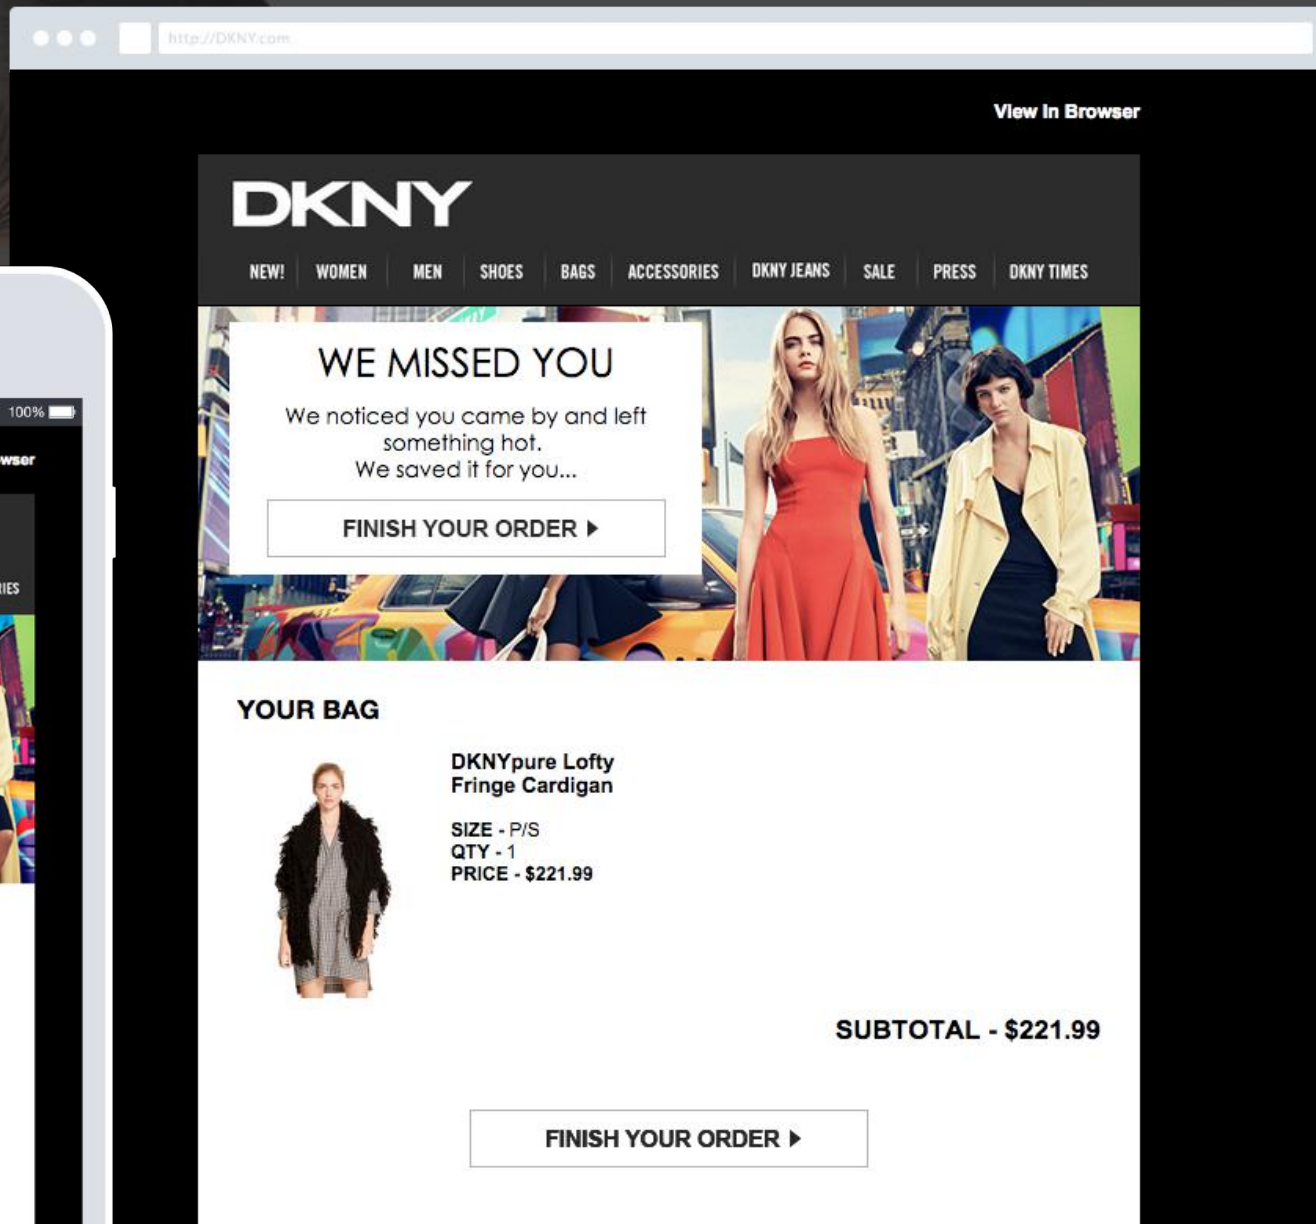 http://DKNY.com
View In Browser
DKNY
NEW! WOMEN MEN SHOES BAGS ACCESSORIES DKNY JEANS SALE PRESS DKNY TIMES
WE MISSED YOU
We noticed you came by and left
something hot.
We saved it for you...
FINISH YOUR ORDER
100%
wser
IES
YOUR BAG
DKNYpure Lofty
Fringe Cardigan
SIZE - P/S
QTY - 1
PRICE - $221.99
SUBTOTAL - $221.99
FINISH YOUR ORDER